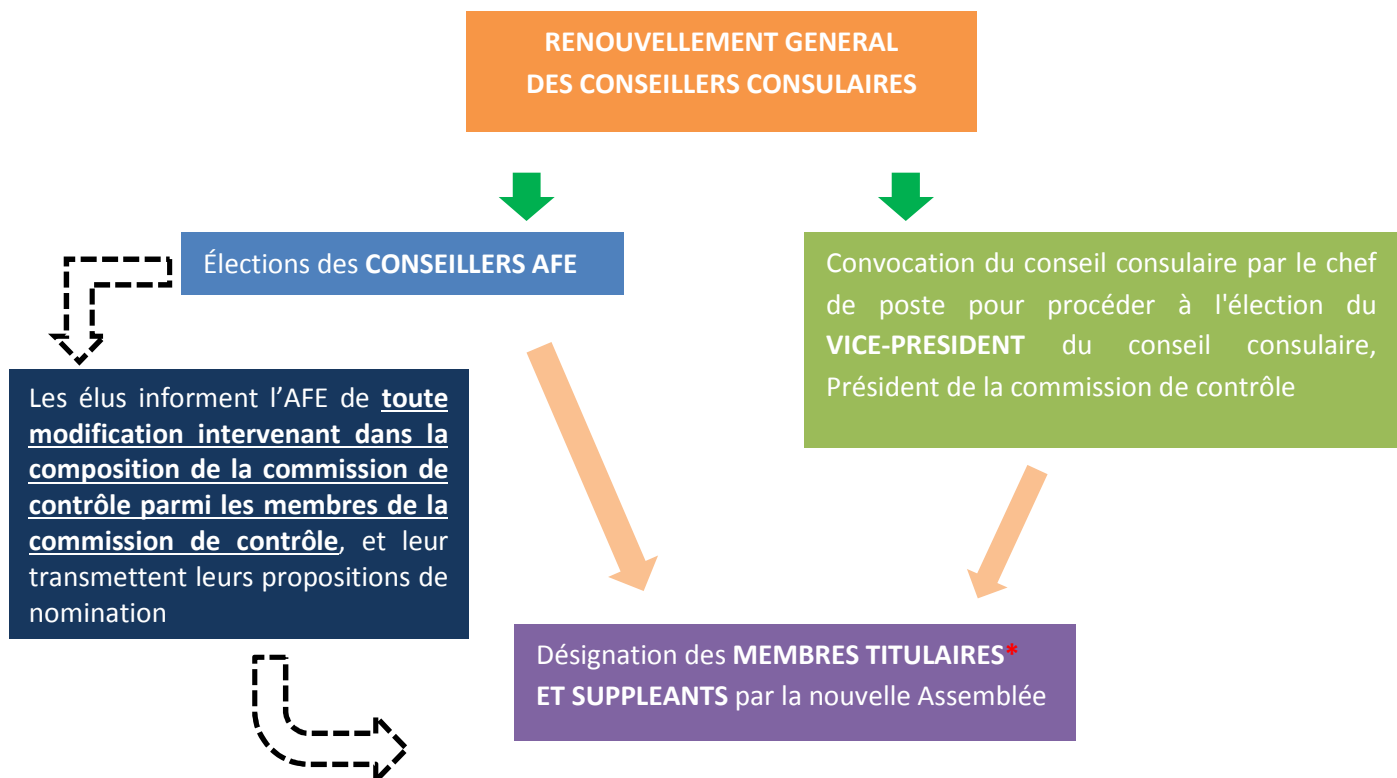 RENOUVELLEMENT GENERAL
DES CONSEILLERS CONSULAIRES
Élections des CONSEILLERS AFE
Convocation du conseil consulaire par le chef
de poste pour procéder à l'élection du
VICE-PRESIDENT du conseil consulaire,
Président de la commission de contrôle
Les élus informent l’AFE de toute
modification intervenant dans la
composition de la commission de
contrôle parmi les membres de la
commission de contrôle, et leur
transmettent leurs propositions de
nomination
Désignation des MEMBRES TITULAIRES*
ET SUPPLEANTS par la nouvelle Assemblée